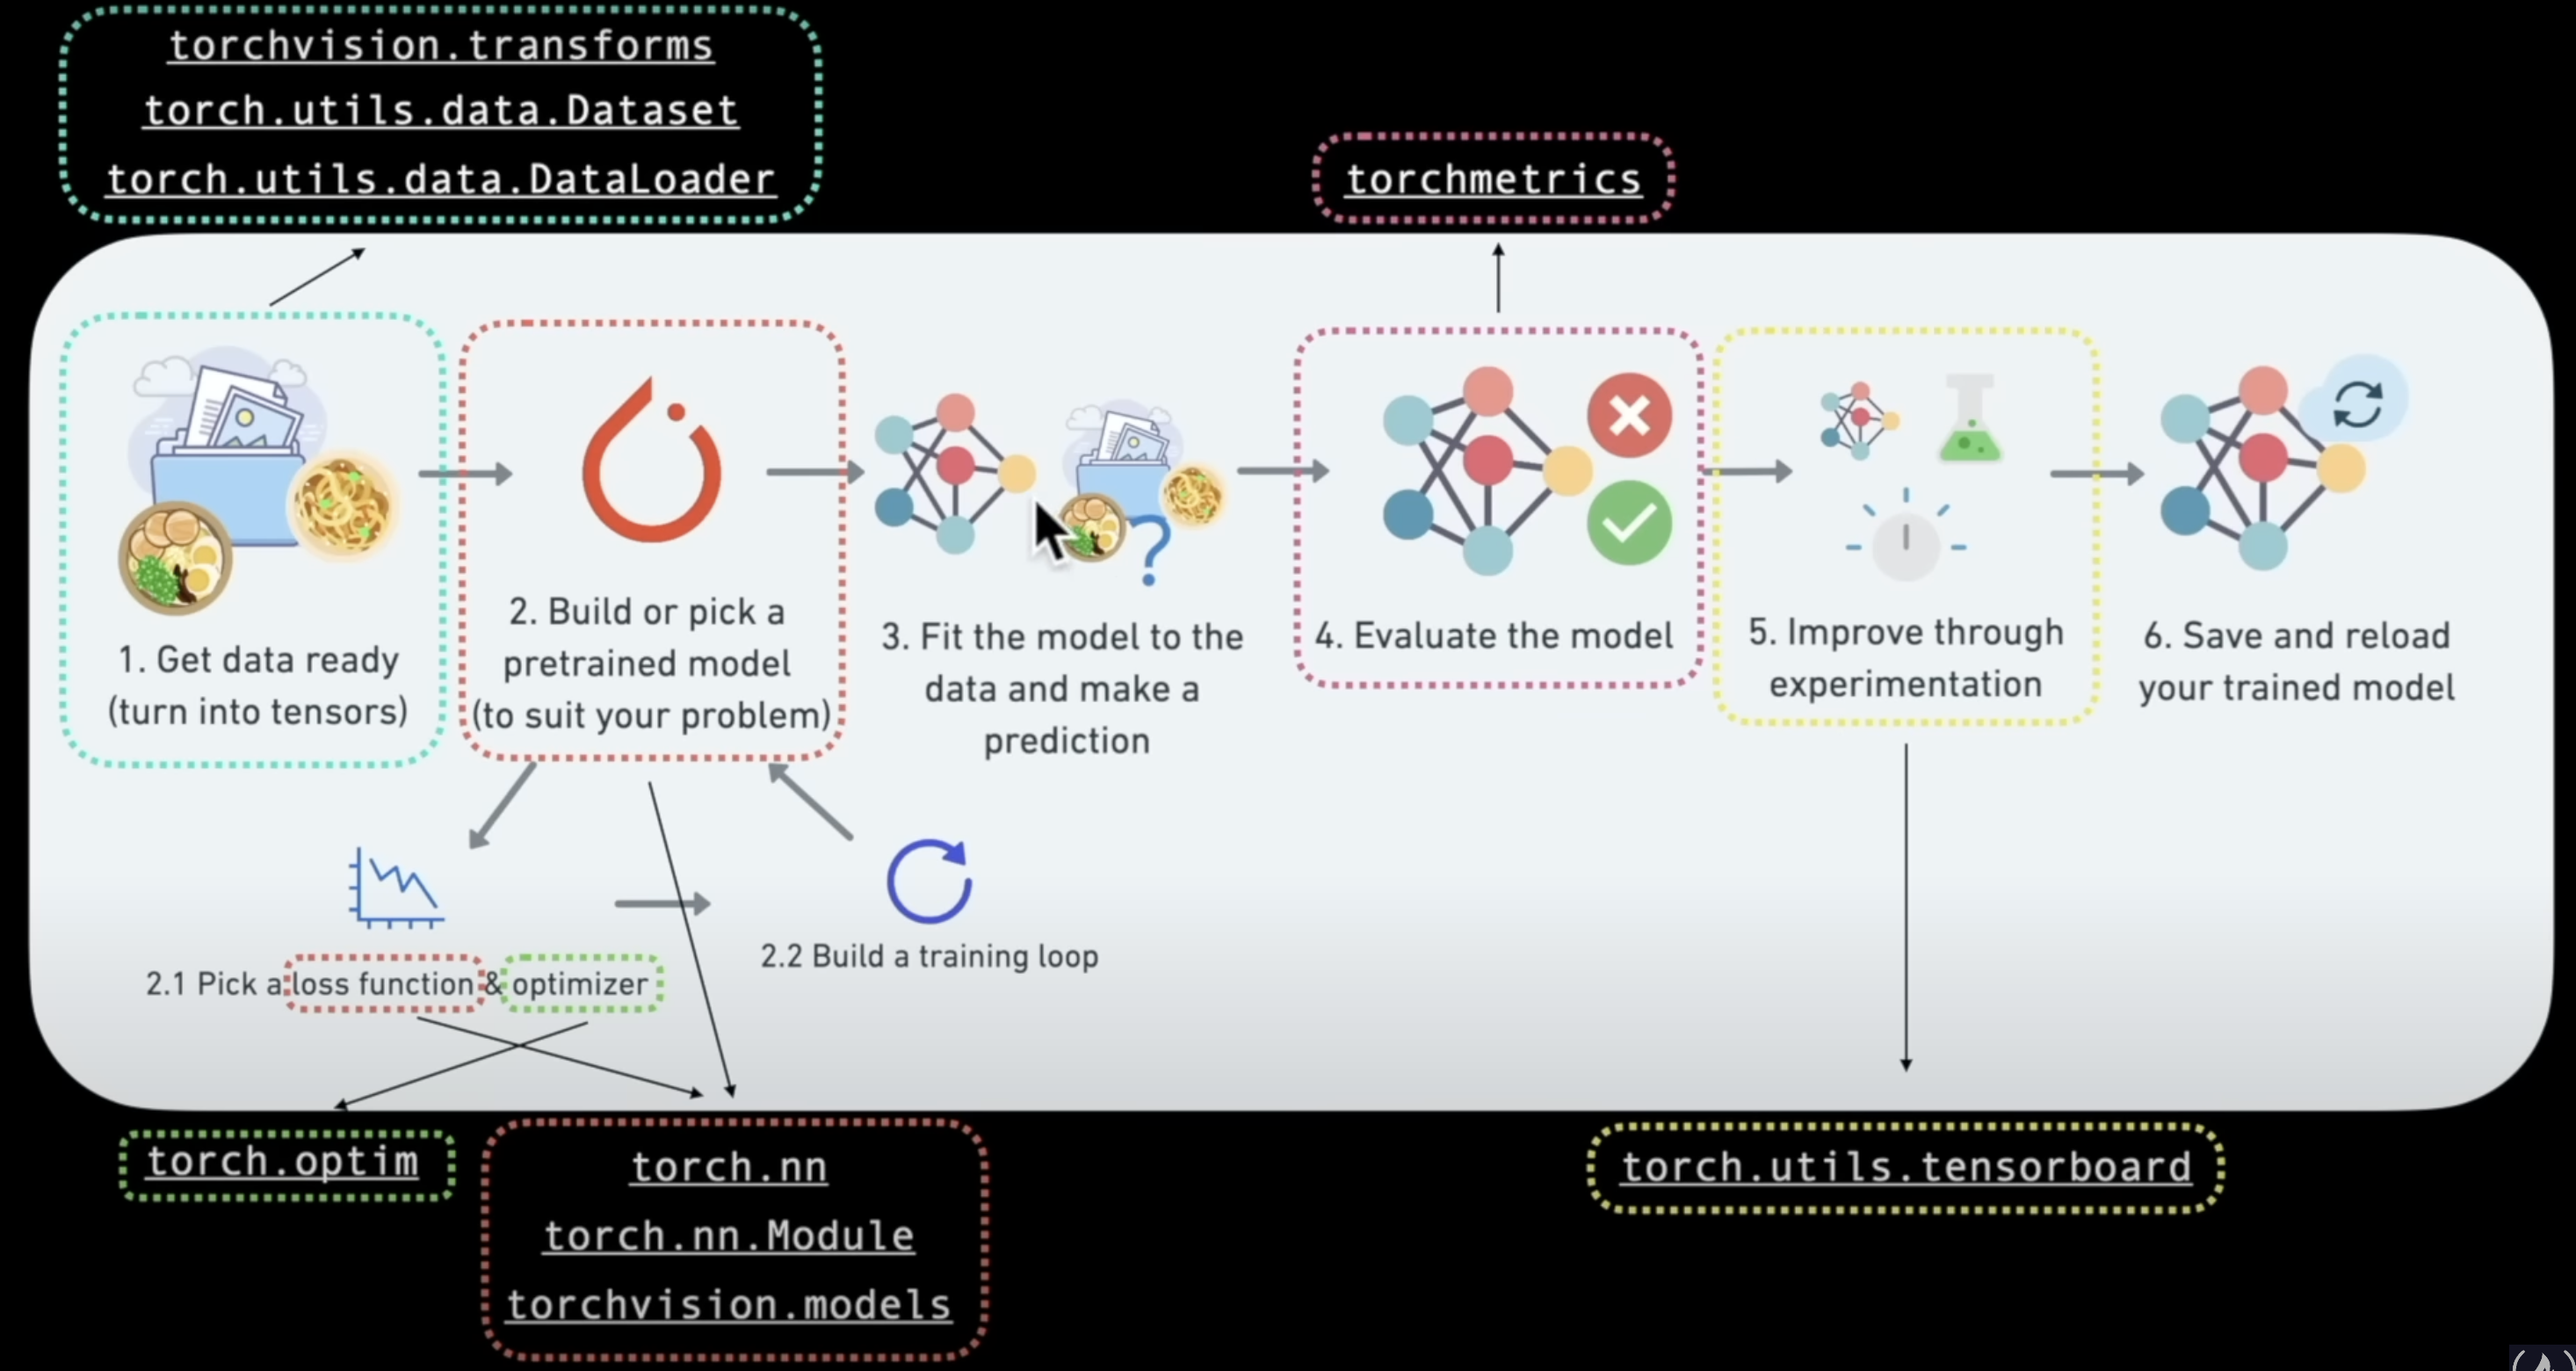 torchvision.transforms
torch.utils.data.Dataset
torch.utils.data.DataLoader
torchmetrics
1. Get data ready
(turn into tensors)
2. Build or pick a
pretrained model
(to suit your problem)
3. Fit the model to the
data and make a
prediction
4. Evaluate the model
5. Improve through
experimentation
6. Save and reload
your trained model
2.1 Pick a loss function & optimizer
2.2 Build a training loop
torch.optim
torch.nn
torch.nn.Module
torchvision.models
torch.utils.tensorboard